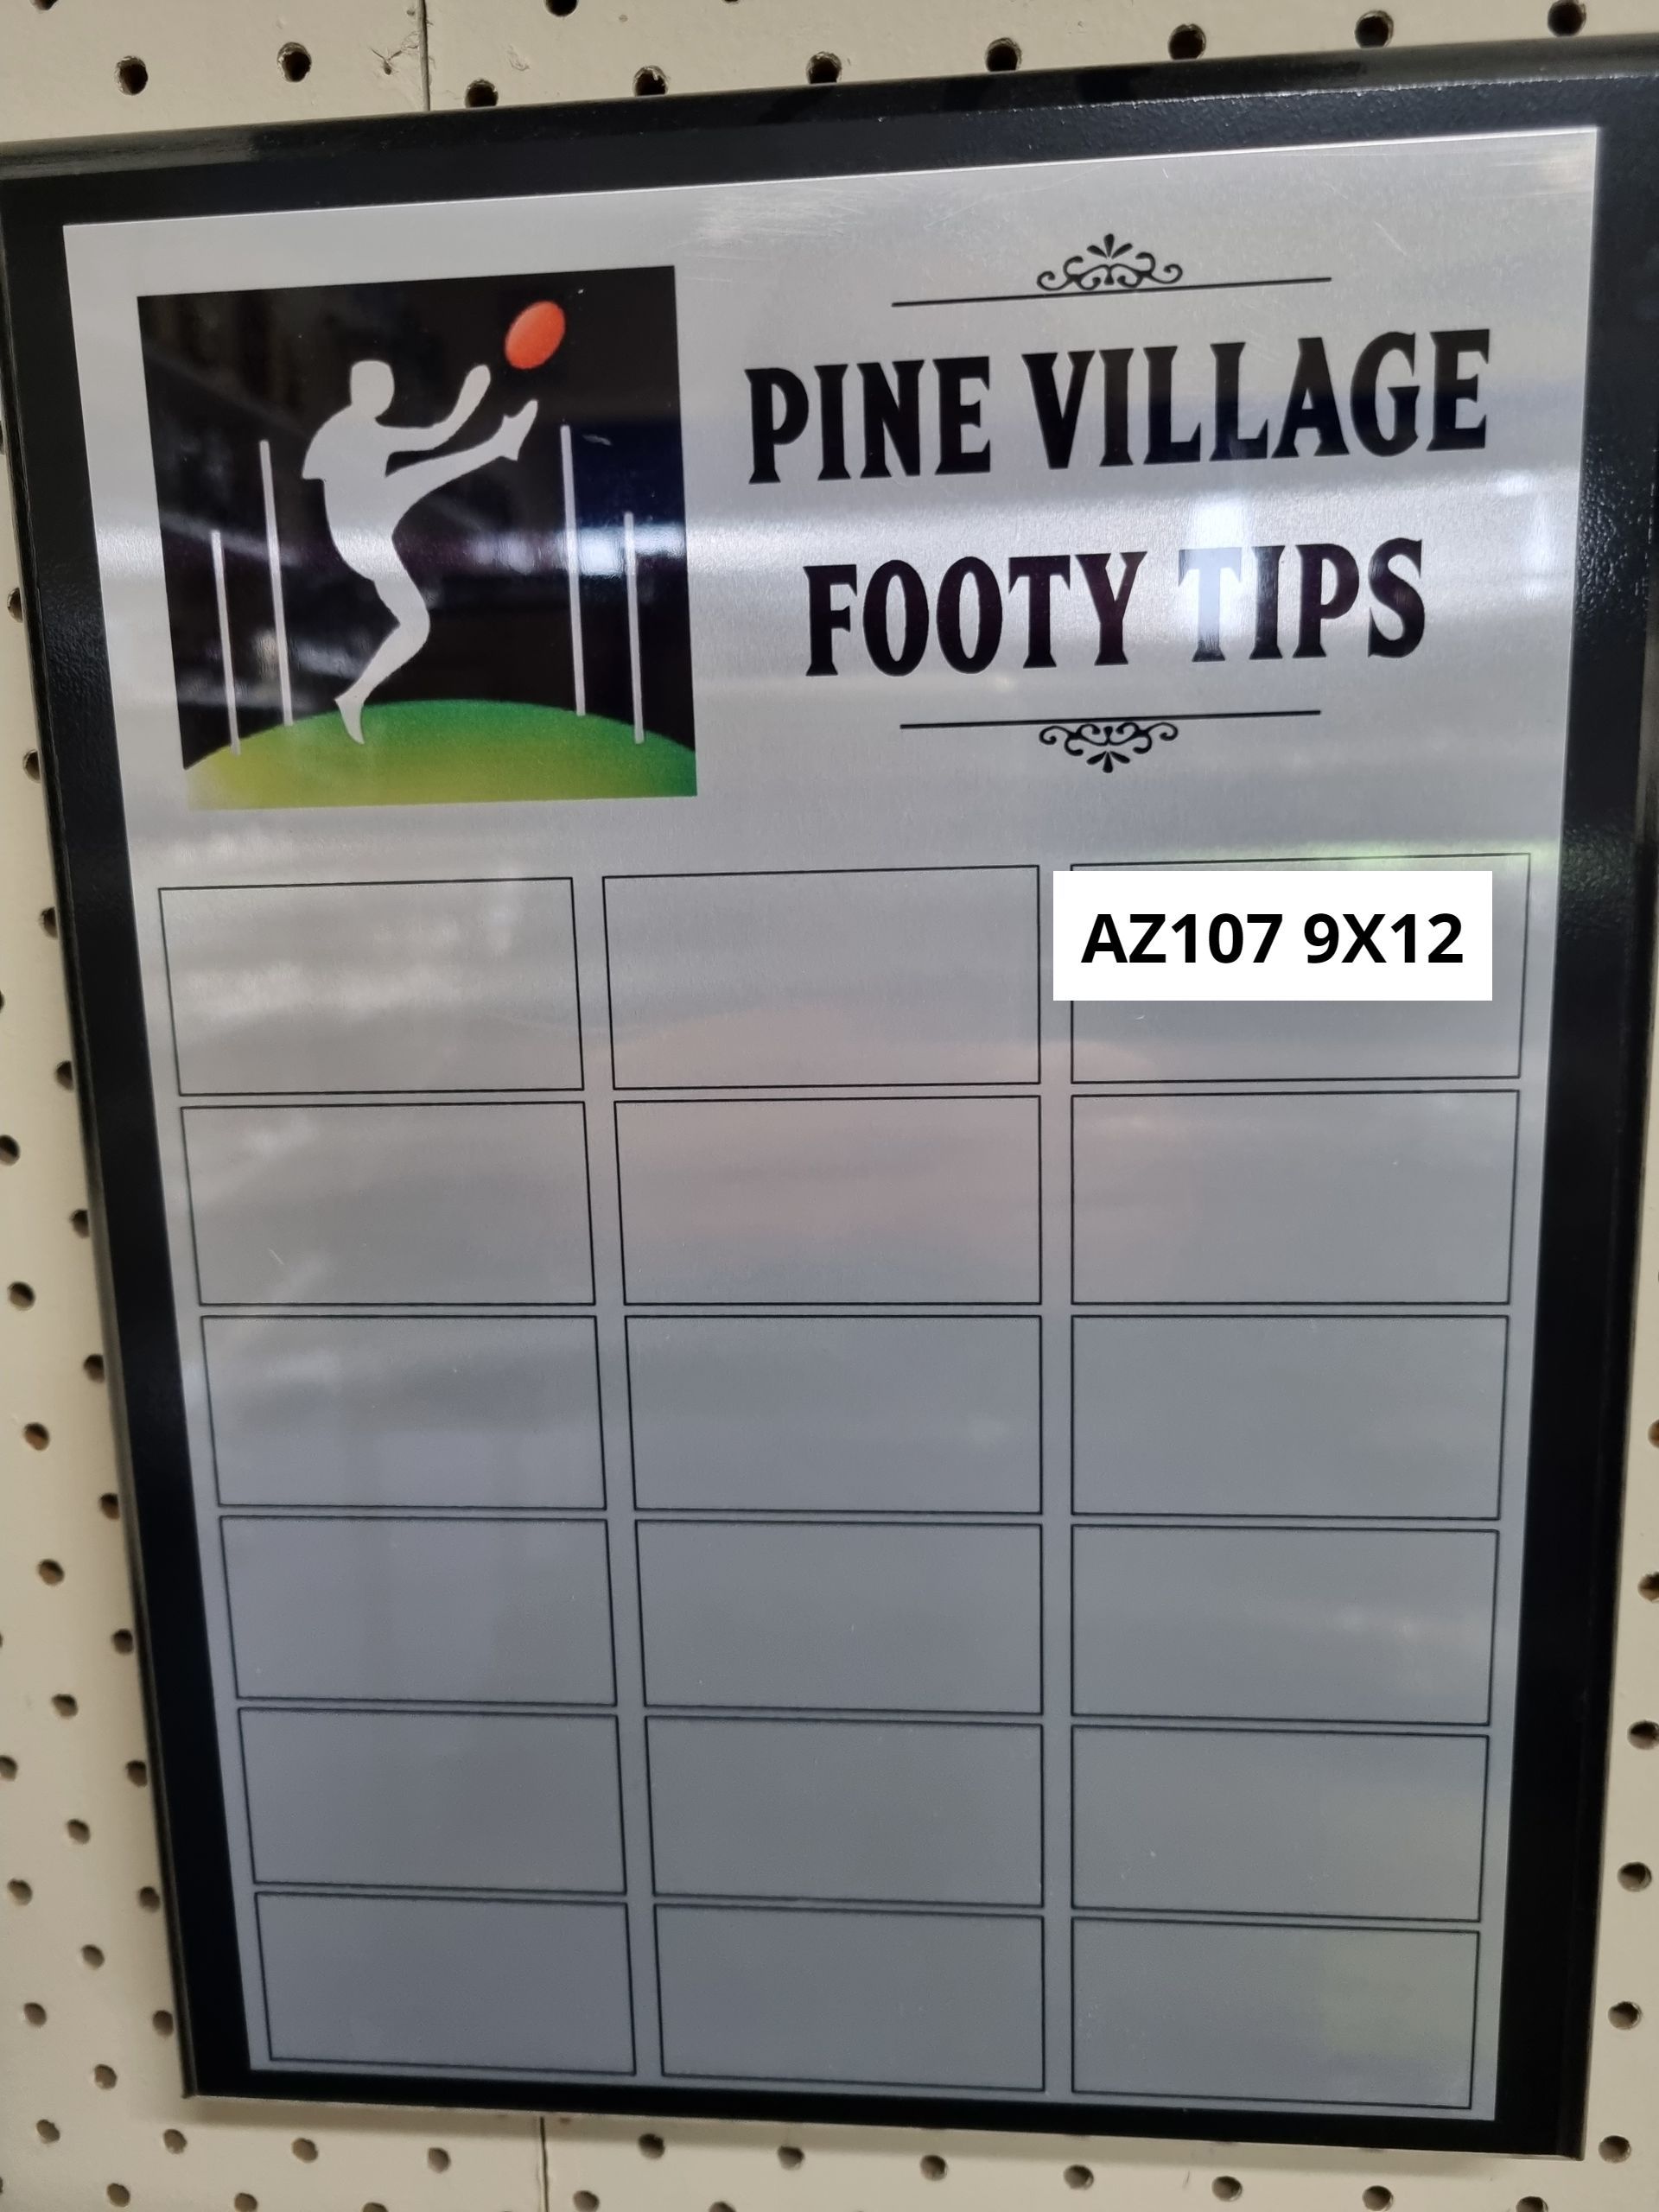 PINE VILLAGE
FOOTY TIPS
AZ107 9X12